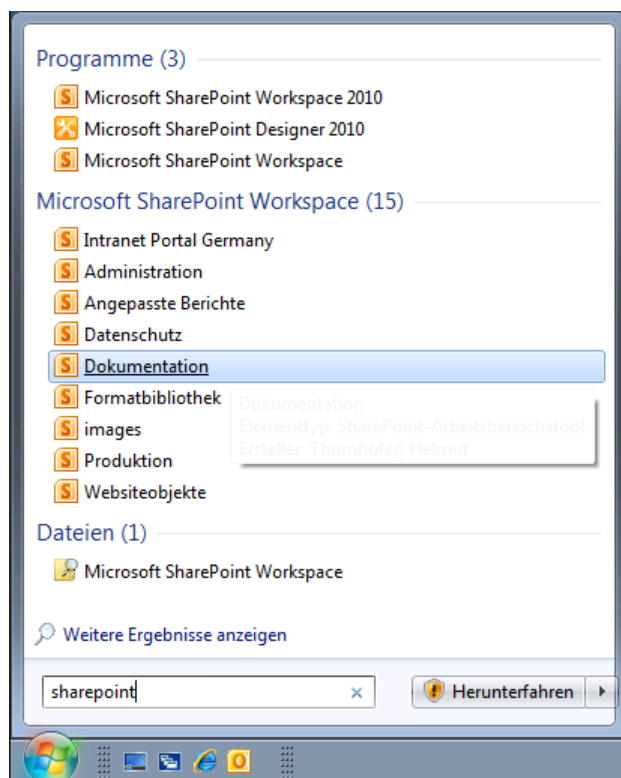 Programme (3)
Microsoft SharePoint Workspace 2010
Microsoft SharePoint Designer 2010
Microsoft SharePoint Workspace
Microsoft SharePoint Workspace (15)
Intranet Portal Germany
Administration
Angepasste Berichte
Datenschutz
Dokumentation
Formatbibliothek
Dokumentation
Elementtyp: SharePoint-Arbeitsbereichstool
images
Ersteller: Thurnhofer; Helmut
Produktion
Websiteobjekte
Dateien (1)
Microsoft SharePoint Workspace
Weitere Ergebnisse anzeigen
sharepoint
Herunterfahren